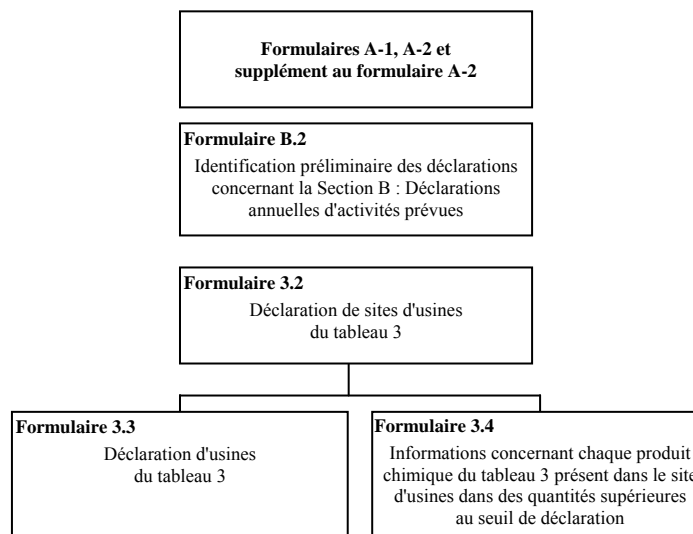 Formulaires A-1, A-2 et
supplément au formulaire A-2
Formulaire B.2
Identification préliminaire des déclarations
concernant la Section B : Déclarations
annuelles d'activités prévues
Formulaire 3.2
Déclaration de sites d'usines
du tableau 3
Formulaire 3.3
Déclaration d'usines
du tableau 3
Formulaire 3.4
Informations concernant chaque produit
chimique du tableau 3 présent dans le site
d'usines dans des quantités supérieures
au seuil de déclaration